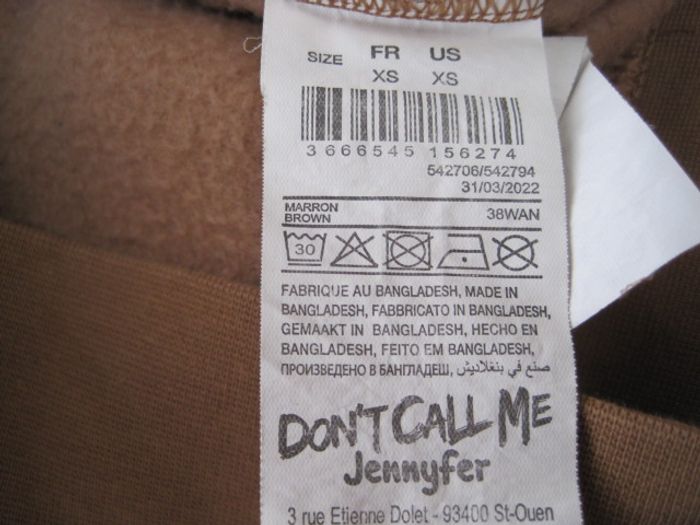 SIZE FR US
XS XS
3 666545 156274
542706/542794
31/03/2022
MARRON
BROWN 38WAN
30
FABRIQUE AU BANGLADESH, MADE IN
BANGLADESH, FABBRICATO IN BANGLADESH,
GEMAAKT IN BANGLADESH, HECHO EN
BANGLADESH, FEITO EM BANGLADESH,
ПРОИЗВЕДЕНО В БАНГЛАДЕШ, صنع في بنغلاديش
DON'T CALL ME
Jennyfer
3 rue Etienne Dolet - 93400 St-Ouen